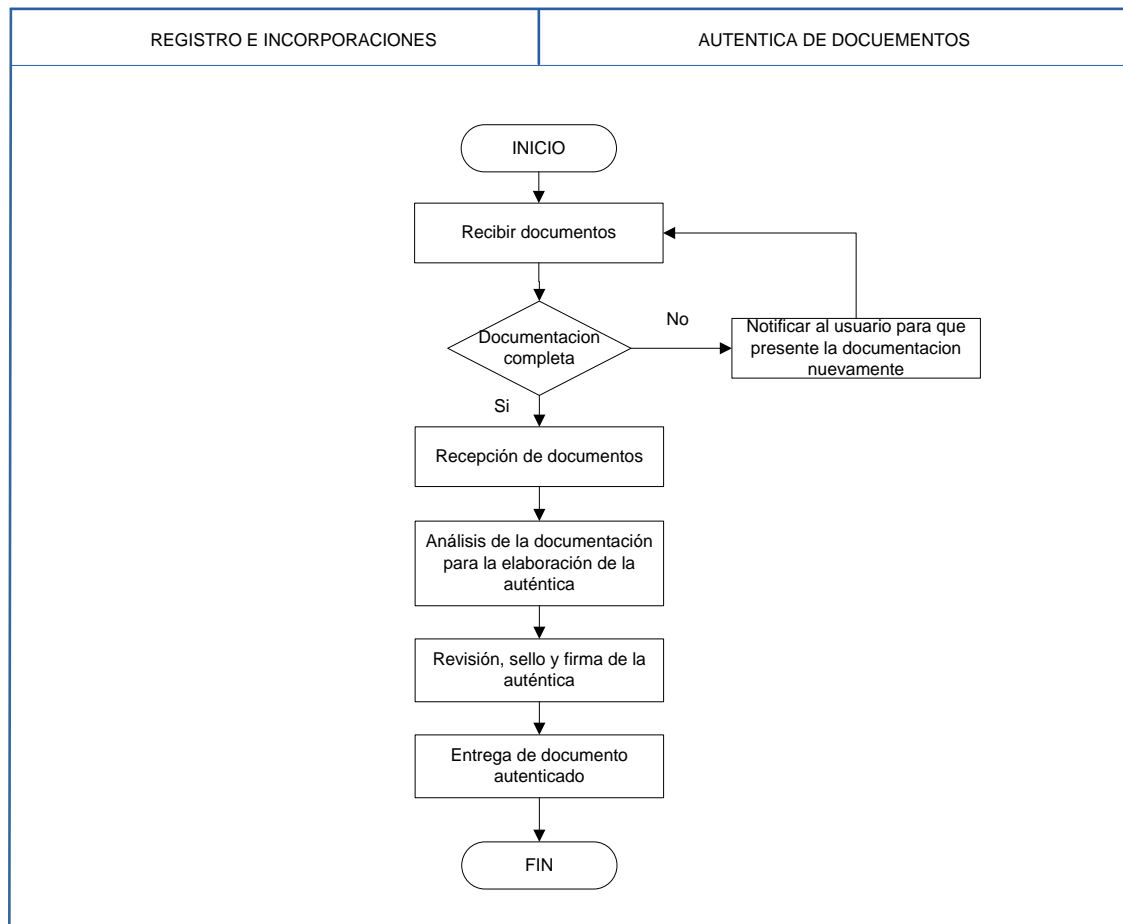 REGISTRO E INCORPORACIONES
AUTENTICA DE DOCUEMENTOS
INICIO
Recibir documentos
Documentacion
completa
No
Notificar al usuario para que
presente la documentacion
nuevamente
Si
Recepción de documentos
Análisis de la documentación
para la elaboración de la
auténtica
Revisión, sello y firma de la
auténtica
Entrega de documento
autenticado
FIN